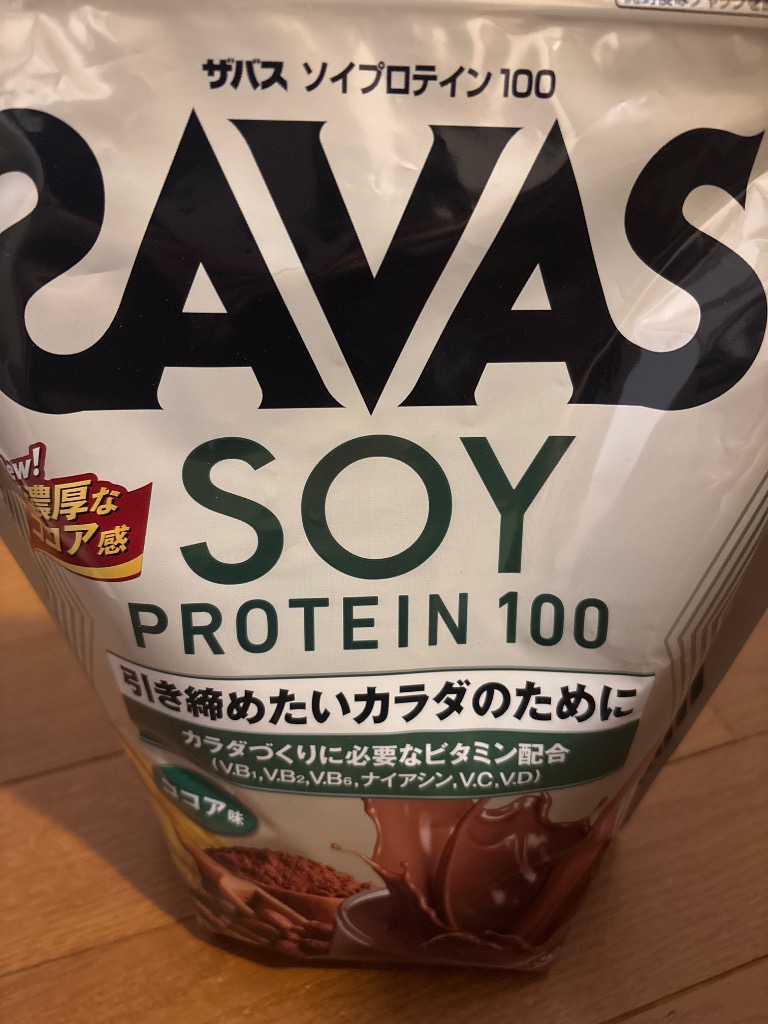 ザバス ソイプロテイン100
SAVAS
SOY
PROTEIN 100
new!
濃厚な
ココア感
引き締めたいカラダのために
カラダづくりに必要なビタミン配合
(V.B₁,V.B₂,V.B₆,ナイアシン,V.C,V.D)
ココア味